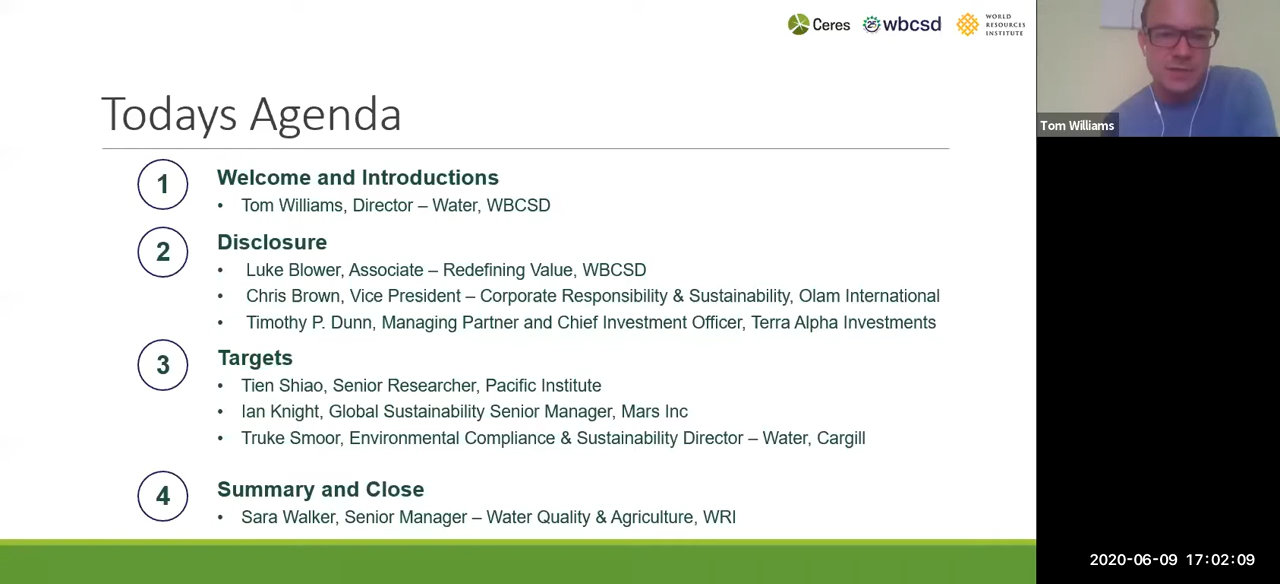 Ceres
25
wbcsd
WORLD
RESOURCES
INSTITUTE
Tom Williams
Todays Agenda
1
Welcome and Introductions
• Tom Williams, Director – Water, WBCSD
2
Disclosure
• Luke Blower, Associate – Redefining Value, WBCSD
• Chris Brown, Vice President – Corporate Responsibility & Sustainability, Olam International
• Timothy P. Dunn, Managing Partner and Chief Investment Officer, Terra Alpha Investments
3
Targets
• Tien Shiao, Senior Researcher, Pacific Institute
• Ian Knight, Global Sustainability Senior Manager, Mars Inc
• Truke Smoor, Environmental Compliance & Sustainability Director – Water, Cargill
4
Summary and Close
• Sara Walker, Senior Manager – Water Quality & Agriculture, WRI
2020-06-09 17:02:09